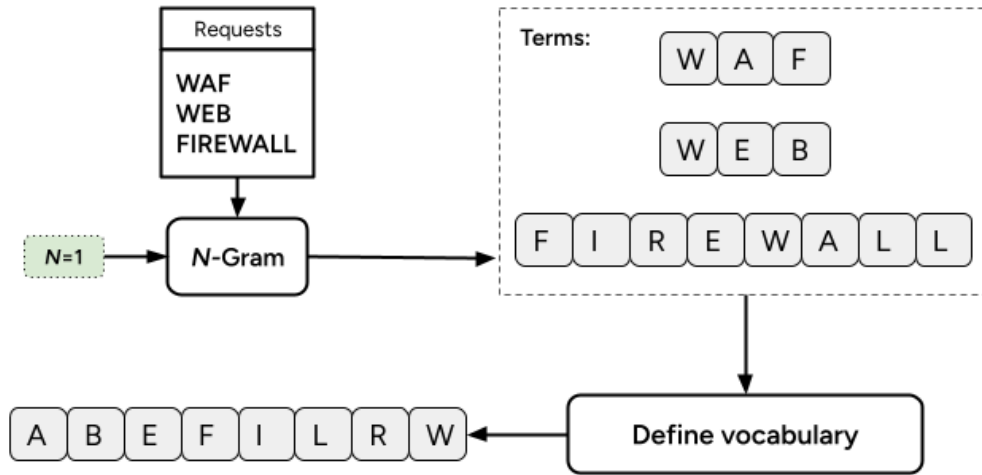 Requests
WAF
WEB
FIREWALL
Terms:
W A F
W E B
F I R E W A L L
N=1
N-Gram
Define vocabulary
A B E F I L R W